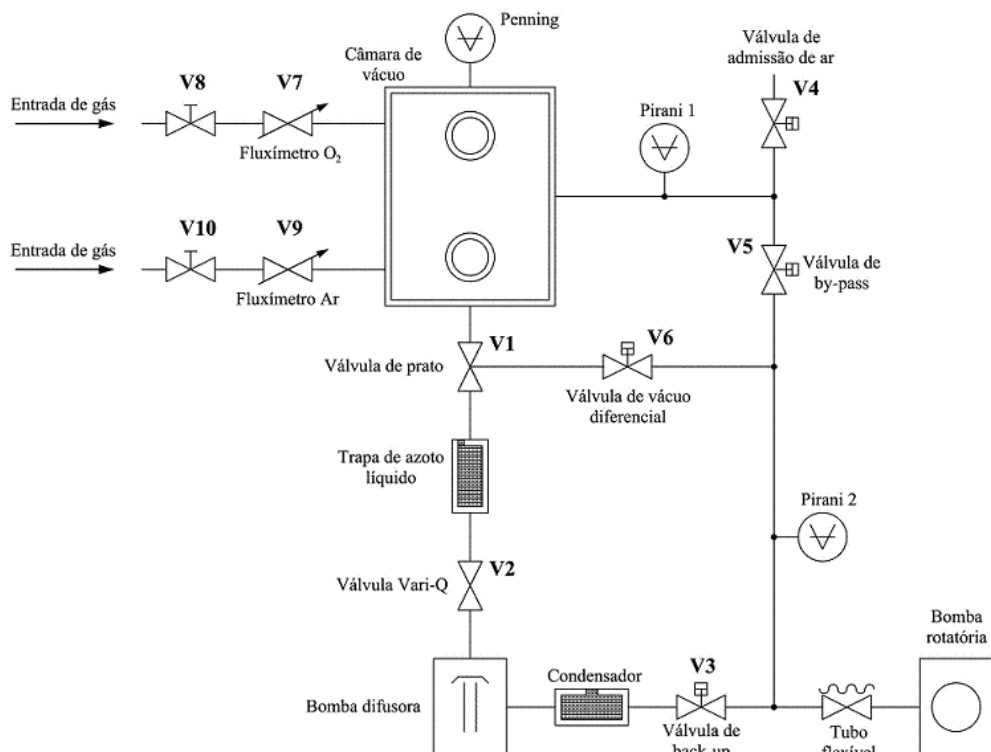 Penning
Válvula de
admissão de ar
Câmara de
vácuo
V8
V7
V4
Entrada de gás
Pirani 1
Fluxímetro O₂
V10
V9
V5
Entrada de gás
Válvula de
by-pass
Fluxímetro Ar
V1
V6
Válvula de prato
Válvula de vácuo
diferencial
Trapa de azoto
líquido
Pirani 2
V2
Válvula Vari-Q
Bomba
rotatória
Condensador
V3
Bomba difusora
Válvula de
back-up
Tubo
flexível